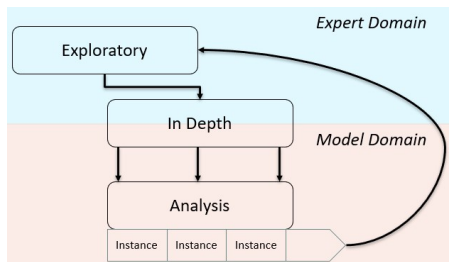 Expert Domain
Exploratory
In Depth
Model Domain
Analysis
Instance Instance Instance